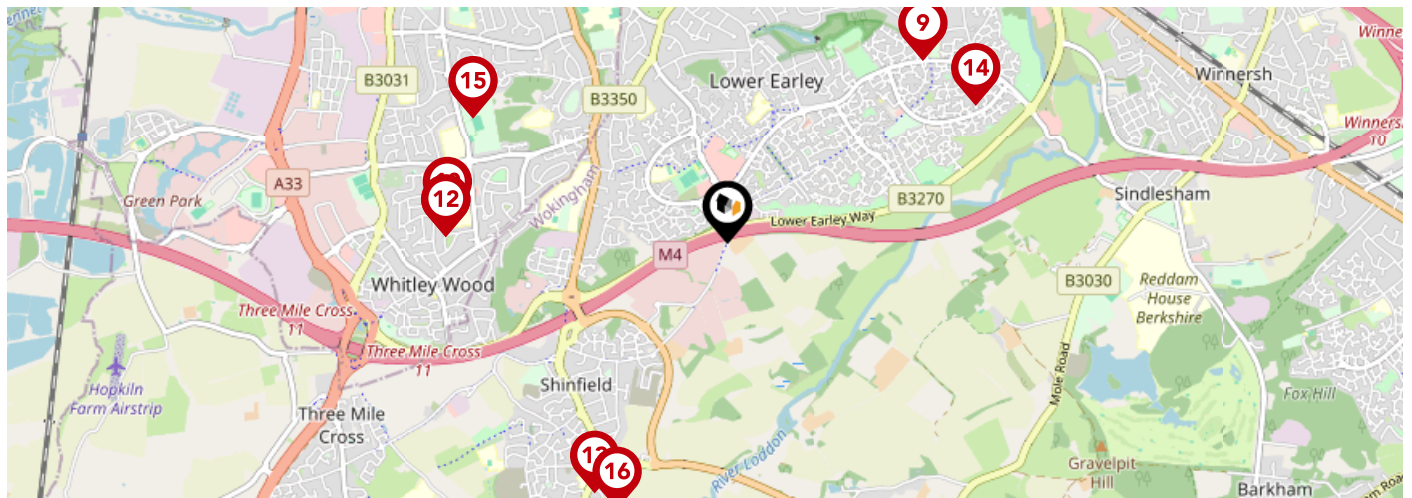 Winne
9
Winnersh
14
Lower Earley
15
B3031
B3350
Winnersh
10
A33
Green Park
12
Wokingham
B3270
Sindlesham
Lower Earley Way
M4
Whitley Wood
B3030
Reddam
House
Berkshire
Three Mile Cross
11
Three Mile Cross
11
Hopkiln
Farm Airstrip
Shinfield
Mole Road
Fox Hill
Three Mile
Cross
16
River Loddon
Gravelpit
Hill
Barkham